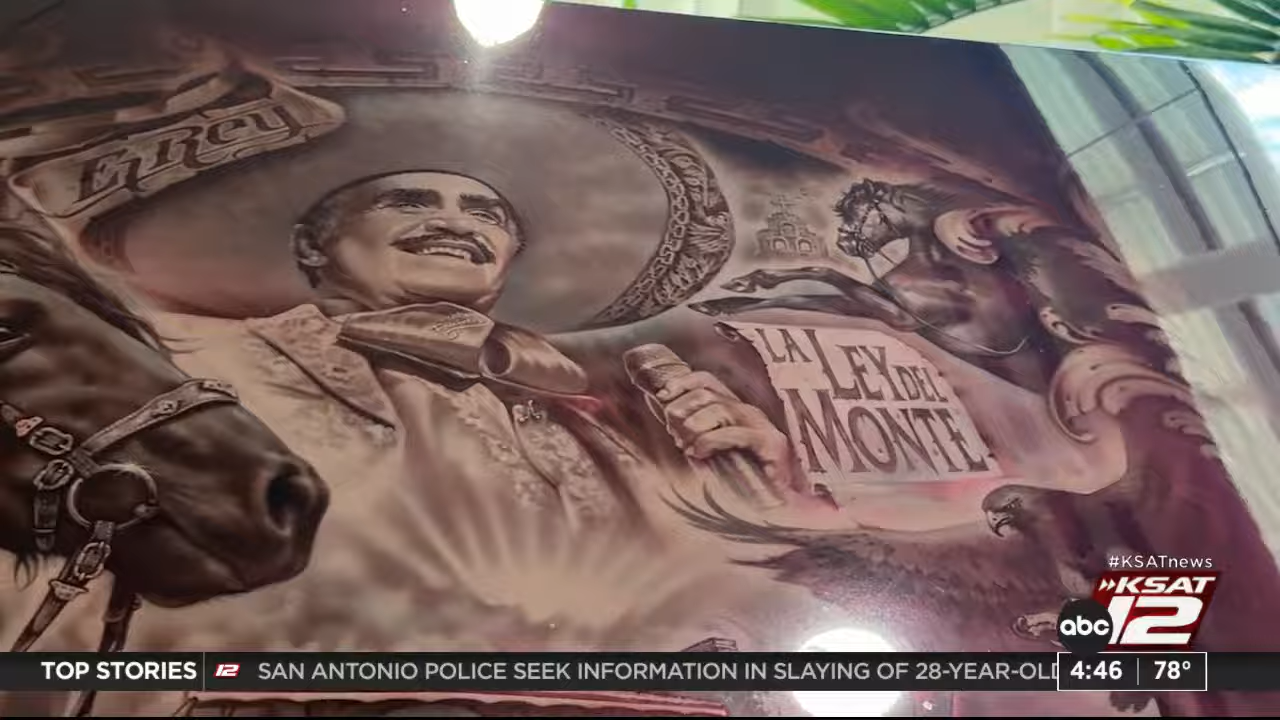 El Rey
LA LEY DEL
MONTE
#KSATnews
KSAT
abc 12
TOP STORIES 12 SAN ANTONIO POLICE SEEK INFORMATION IN SLAYING OF 28-YEAR-OLD 4:46 78°